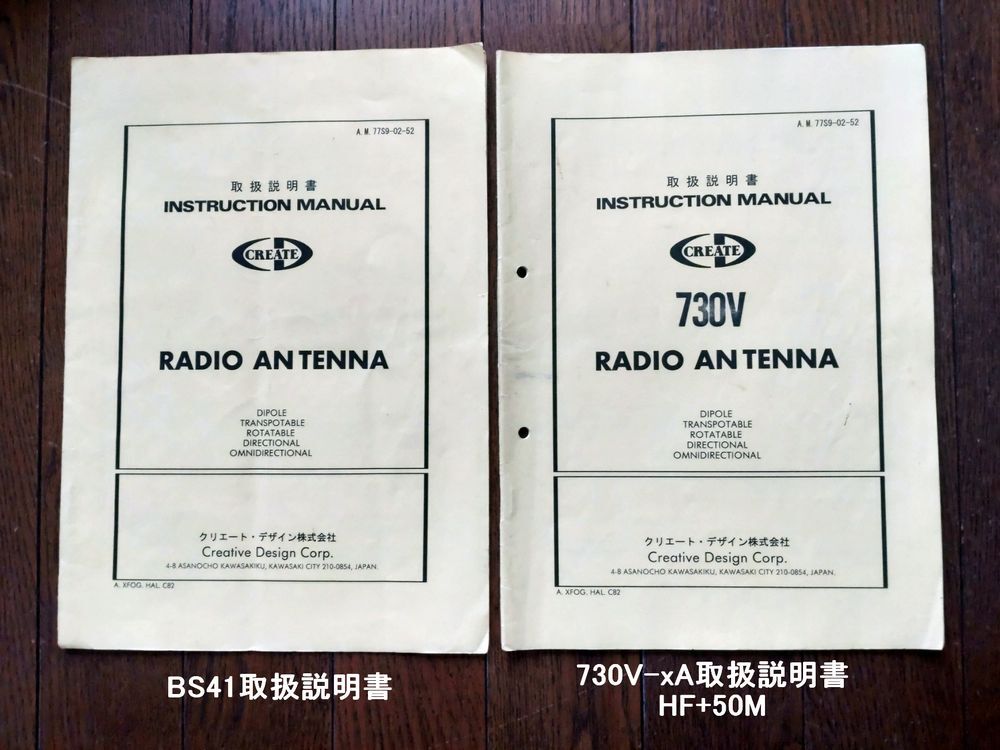 A. M. 77S9-02-52
取扱説明書
INSTRUCTION MANUAL
CREATE
RADIO ANTENNA
DIPOLE
TRANSPOTABLE
ROTATABLE
DIRECTIONAL
OMNIDIRECTIONAL
クリエート・デザイン株式会社
Creative Design Corp.
4-8 ASANOCHO KAWASAKIKU, KAWASAKI CITY 210-0854, JAPAN.
A. XFOG. HAL. C82
BS41取扱説明書
A. M. 77S9-02-52
取扱説明書
INSTRUCTION MANUAL
CREATE
730V
RADIO ANTENNA
DIPOLE
TRANSPOTABLE
ROTATABLE
DIRECTIONAL
OMNIDIRECTIONAL
クリエート・デザイン株式会社
Creative Design Corp.
4-8 ASANOCHO KAWASAKIKU, KAWASAKI CITY 210-0854, JAPAN.
A. XFOG. HAL. C82
730V-xA取扱説明書
HF+50M